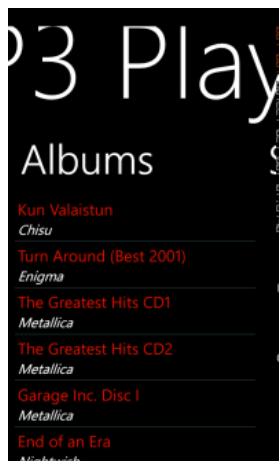 P3 Play
Albums
Kun Valaistun
Chisu
Turn Around (Best 2001)
Enigma
The Greatest Hits CD1
Metallica
The Greatest Hits CD2
Metallica
Garage Inc. Disc I
Metallica
End of an Era
Nightwish